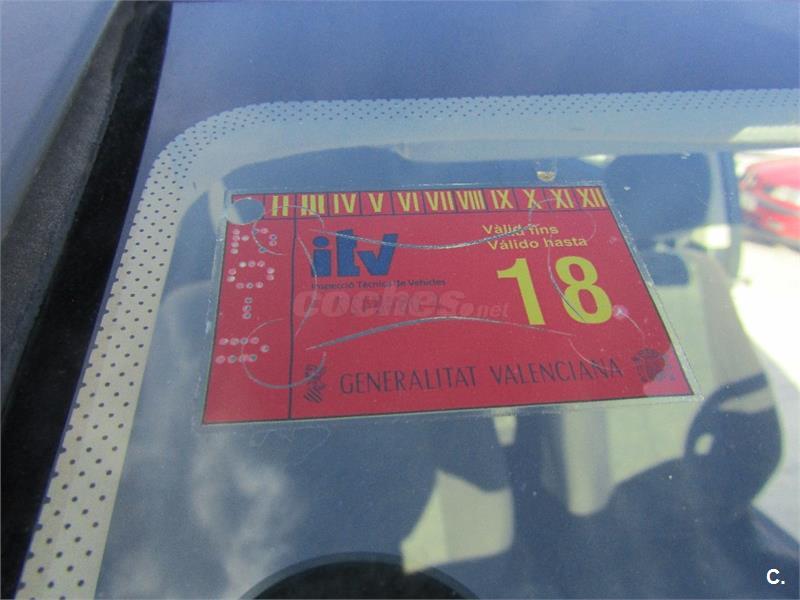 II III IV V VI VII VIII IX X XI XII
itv
Vàlid fins
Válido hasta
Inspecció Tècnica de Vehicles
18
coches.net
GENERALITAT VALENCIANA
C.